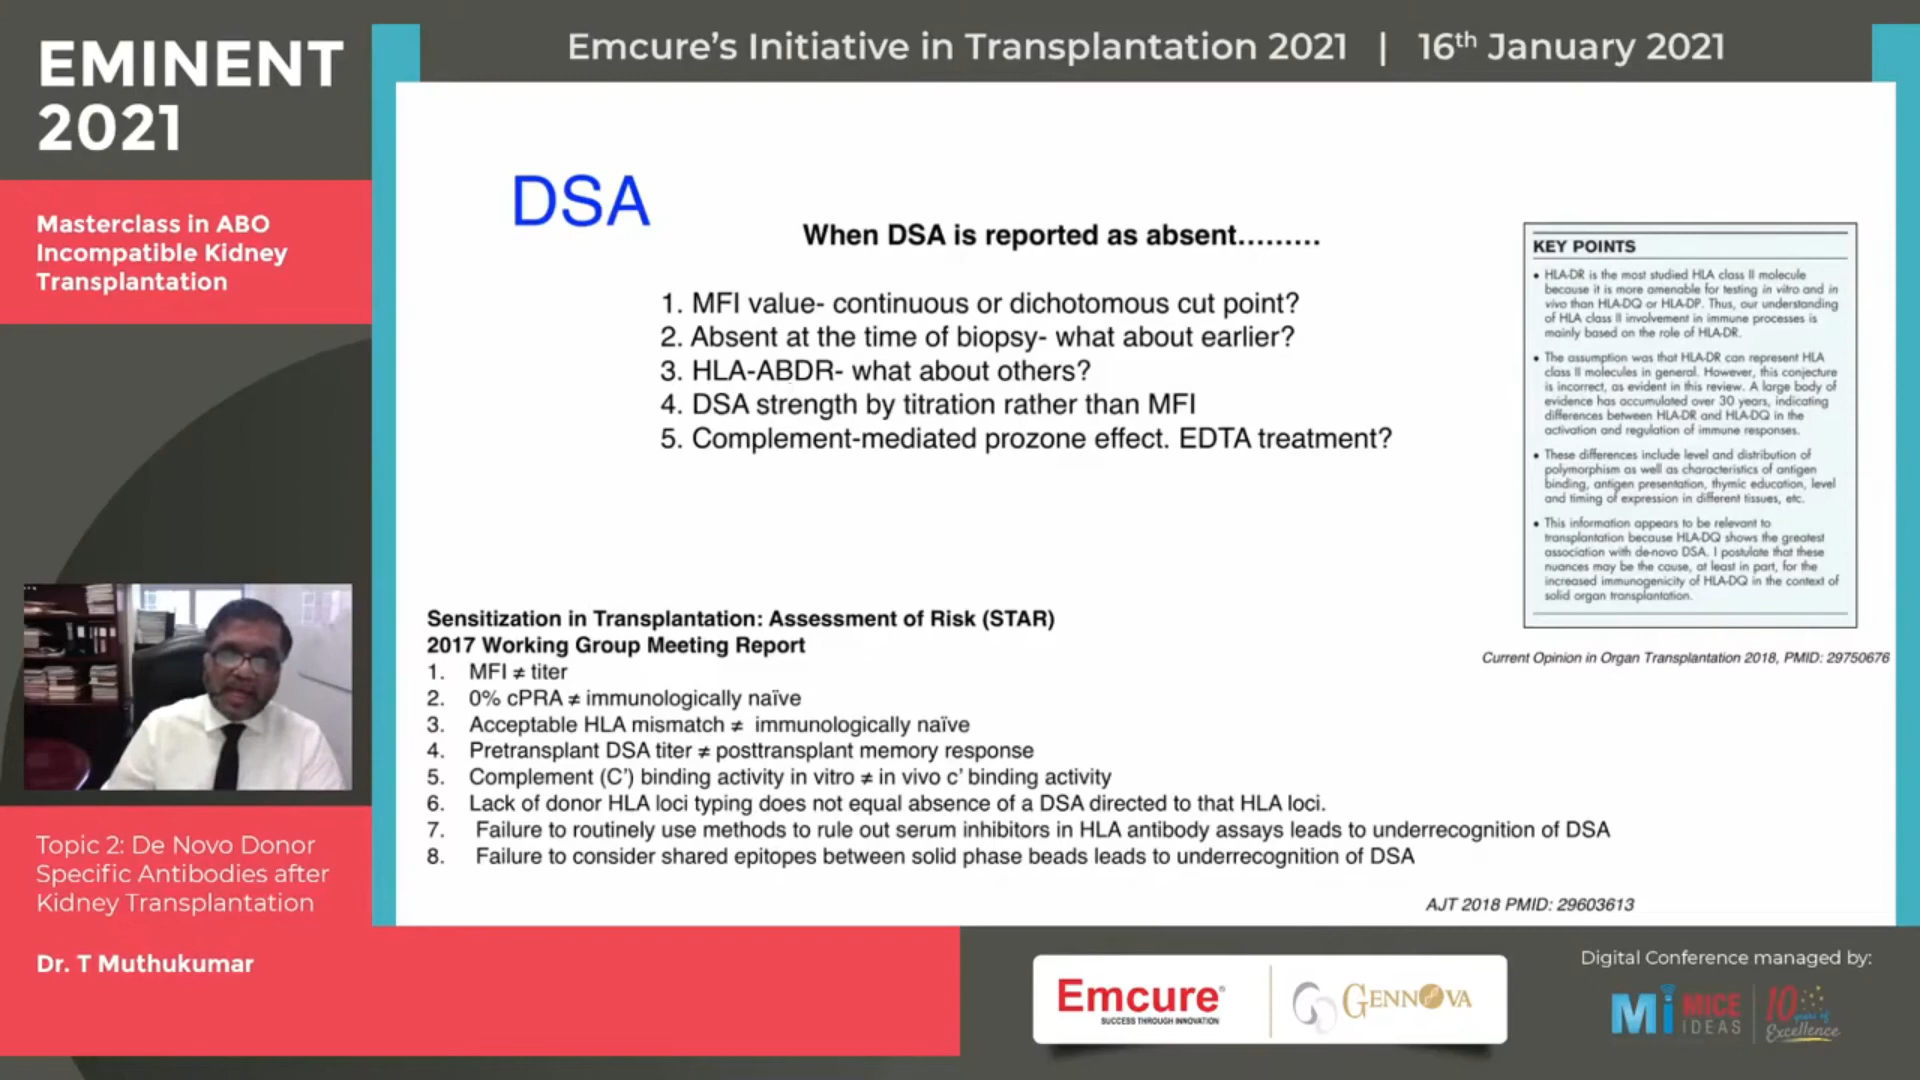 EMINENT
2021
Emcure's Initiative in Transplantation 2021 | 16th January 2021
Masterclass in ABO
Incompatible Kidney
Transplantation
DSA
When DSA is reported as absent.........
1. MFI value- continuous or dichotomous cut point?
2. Absent at the time of biopsy- what about earlier?
3. HLA-ABDR- what about others?
4. DSA strength by titration rather than MFI
5. Complement-mediated prozone effect. EDTA treatment?
KEY POINTS
• HLA-DR is the most studied HLA class II molecule
because it is more amenable for testing in vitro and in
vivo than HLA-DQ or HLA-DP. Thus, our understanding
of HLA class II involvement in immune processes is
mainly based on the role of HLA-DR.
• The assumption was that HLA-DR can represent HLA
class II molecules in general. However, this conjecture
is incorrect, as evident in this review. A large body of
evidence has accumulated over 30 years, indicating
differences between HLA-DR and HLA-DQ in the
activation and regulation of immune responses.
• These differences include level and distribution of
polymorphism as well as characteristics of antigen
binding, antigen presentation, thymic education, level
and timing of expression in different tissues, etc.
• This information appears to be relevant to
transplantation because HLA-DQ shows the greatest
association with de-novo DSA. I postulate that these
nuances may be the cause, at least in part, for the
increased immunogenicity of HLA-DQ in the context of
solid organ transplantation.
Current Opinion in Organ Transplantation 2018, PMID: 29750676
Sensitization in Transplantation: Assessment of Risk (STAR)
2017 Working Group Meeting Report
1. MFI ≠ titer
2. 0% cPRA ≠ immunologically naïve
3. Acceptable HLA mismatch ≠ immunologically naïve
4. Pretransplant DSA titer ≠ posttransplant memory response
5. Complement (C') binding activity in vitro ≠ in vivo c' binding activity
6. Lack of donor HLA loci typing does not equal absence of a DSA directed to that HLA loci.
7. Failure to routinely use methods to rule out serum inhibitors in HLA antibody assays leads to underrecognition of DSA
8. Failure to consider shared epitopes between solid phase beads leads to underrecognition of DSA
AJT 2018 PMID: 29603613
Topic 2: De Novo Donor
Specific Antibodies after
Kidney Transplantation
Dr. T Muthukumar
Emcure®
SUCCESS THROUGH INNOVATION
GENNOVA
Digital Conference managed by:
Mi MICE
IDEAS
10
years of
Excellence